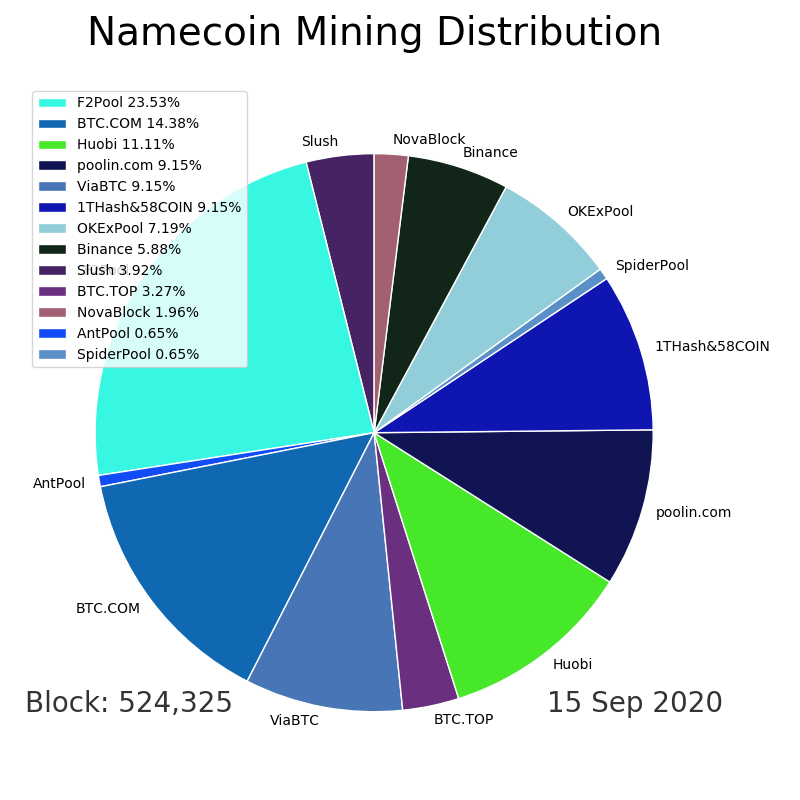 Namecoin Mining Distribution
F2Pool 23.53%
BTC.COM 14.38%
Huobi 11.11%
poolin.com 9.15%
ViaBTC 9.15%
1THash&58COIN 9.15%
OKExPool 7.19%
Binance 5.88%
Slush 3.92%
BTC.TOP 3.27%
NovaBlock 1.96%
AntPool 0.65%
SpiderPool 0.65%
Slush
NovaBlock
Binance
OKExPool
SpiderPool
1THash&58COIN
poolin.com
Huobi
BTC.TOP
ViaBTC
BTC.COM
AntPool
Block: 524,325
15 Sep 2020